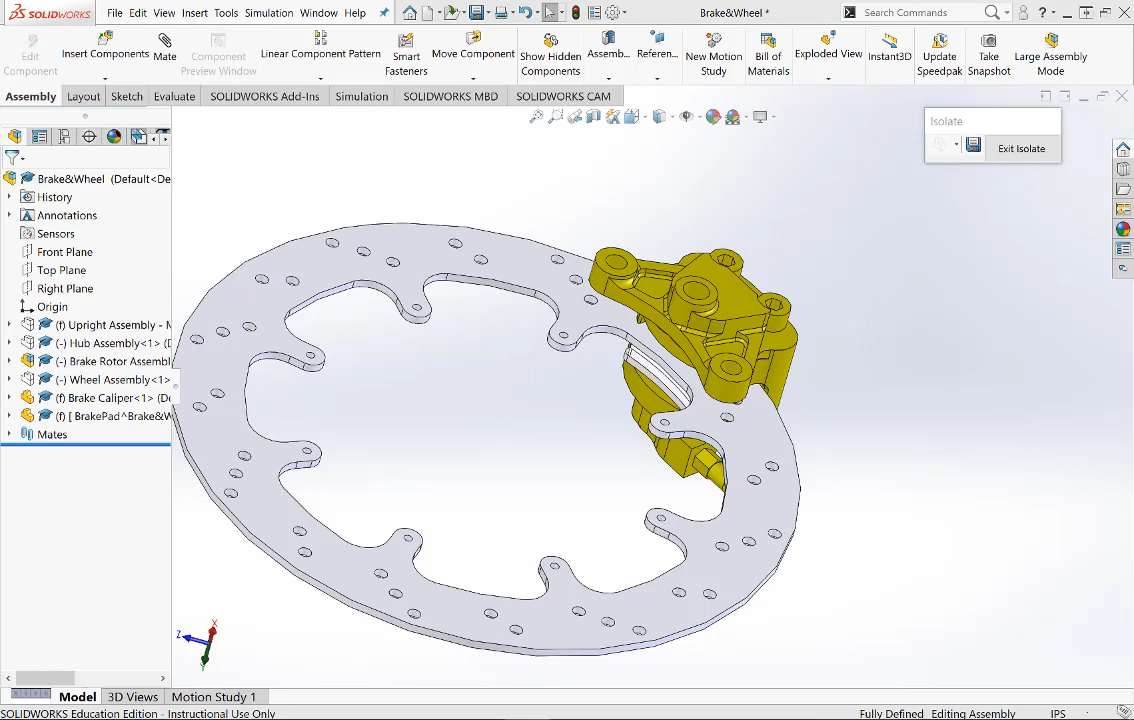 SOLIDWORKS File Edit View Insert Tools Simulation Window Help Brake&Wheel * Search Commands ?
Edit Component
Insert Components
Mate
Component Preview Window
Linear Component Pattern
Smart Fasteners
Move Component
Show Hidden Components
Assemb...
Referen...
New Motion Study
Bill of Materials
Exploded View
Instant3D
Update Speedpak
Take Snapshot
Large Assembly Mode
Assembly Layout Sketch Evaluate SOLIDWORKS Add-Ins Simulation SOLIDWORKS MBD SOLIDWORKS CAM
Isolate
Exit Isolate
Brake&Wheel (Default<De
History
Annotations
Sensors
Front Plane
Top Plane
Right Plane
Origin
(f) Upright Assembly - M
(-) Hub Assembly<1> (D
(-) Brake Rotor Assembl
(-) Wheel Assembly<1>
(f) Brake Caliper<1> (De
(f) [ BrakePad^Brake&W
Mates
X
Z
Y
Model 3D Views Motion Study 1
SOLIDWORKS Education Edition - Instructional Use Only Fully Defined Editing Assembly IPS